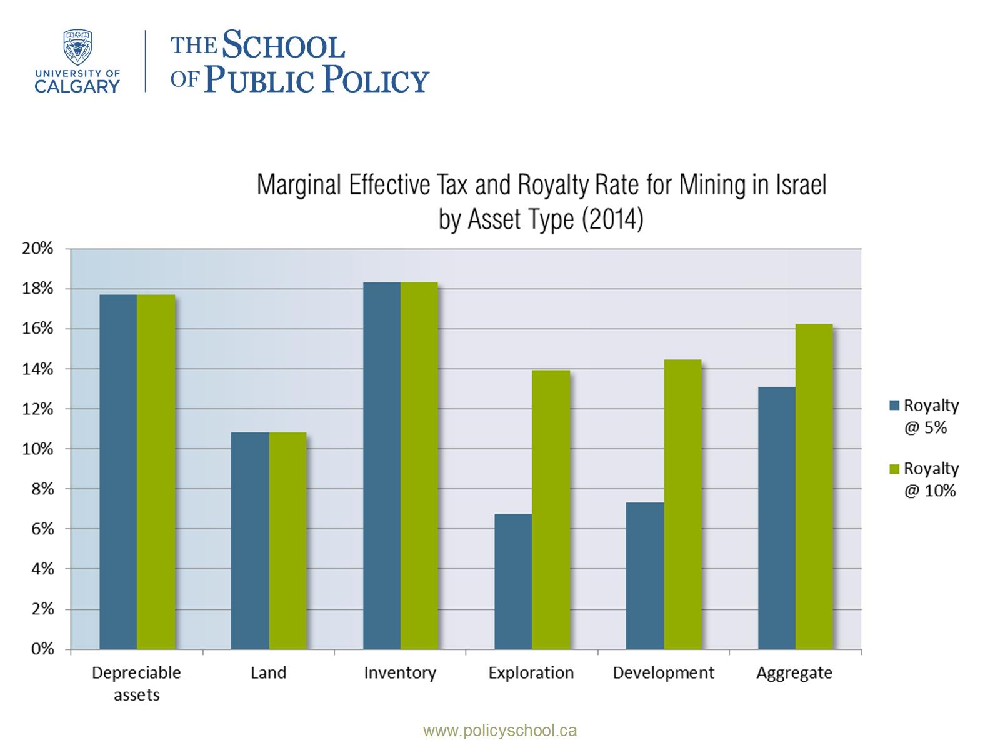 UNIVERSITY OF
CALGARY
THE SCHOOL
OF PUBLIC POLICY
Marginal Effective Tax and Royalty Rate for Mining in Israel
by Asset Type (2014)
20%
18%
16%
14%
12%
10%
8%
6%
4%
2%
0%
Depreciable
assets
Land
Inventory
Exploration
Development
Aggregate
Royalty
@ 5%
Royalty
@ 10%
www.policyschool.ca